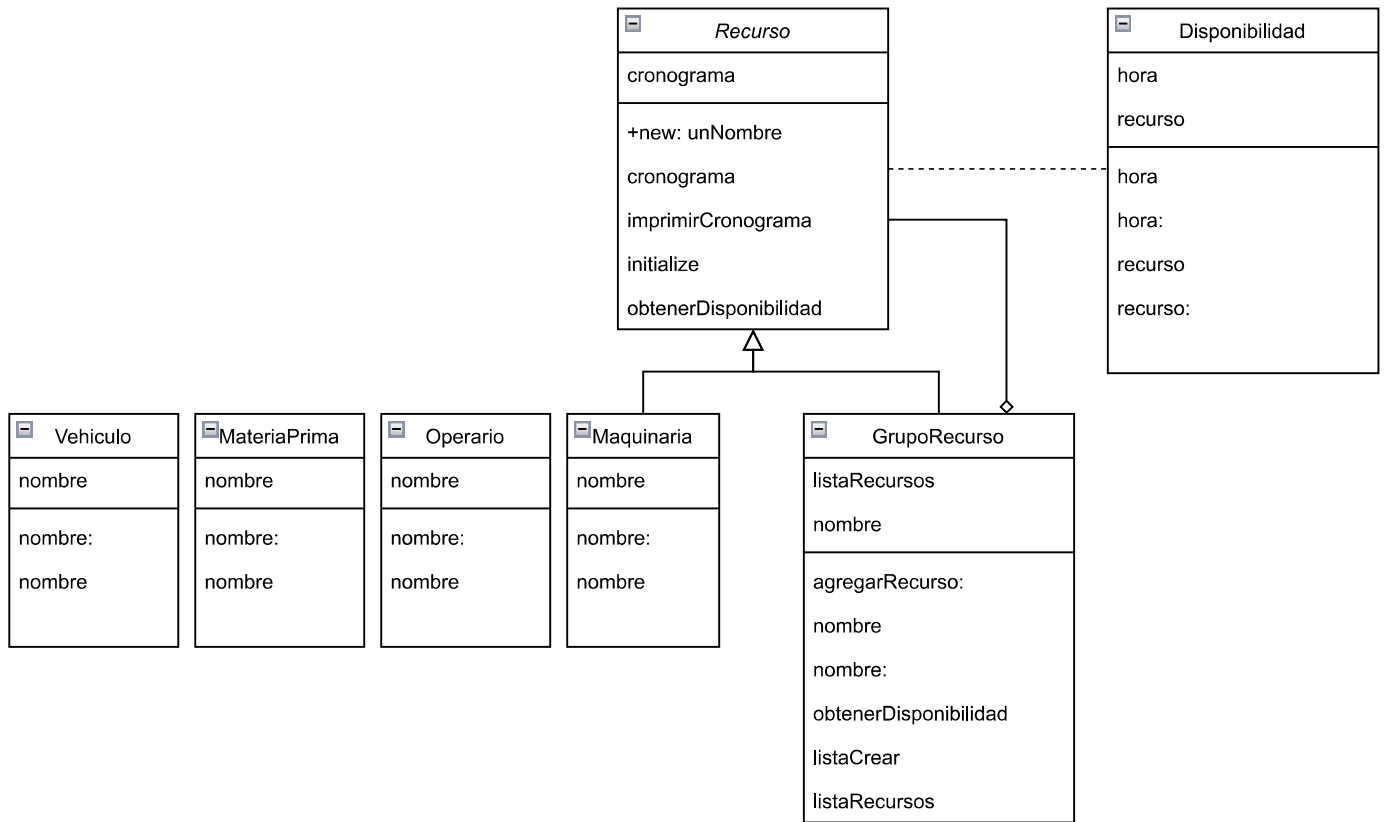 Recurso
cronograma
+new: unNombre
cronograma
imprimirCronograma
initialize
obtenerDisponibilidad
Disponibilidad
hora
recurso
hora
hora:
recurso
recurso:
Vehiculo
nombre
nombre:
nombre
MateriaPrima
nombre
nombre:
nombre
Operario
nombre
nombre:
nombre
Maquinaria
nombre
nombre:
nombre
GrupoRecurso
listaRecursos
nombre
agregarRecurso:
nombre
nombre:
obtenerDisponibilidad
listaCrear
listaRecursos